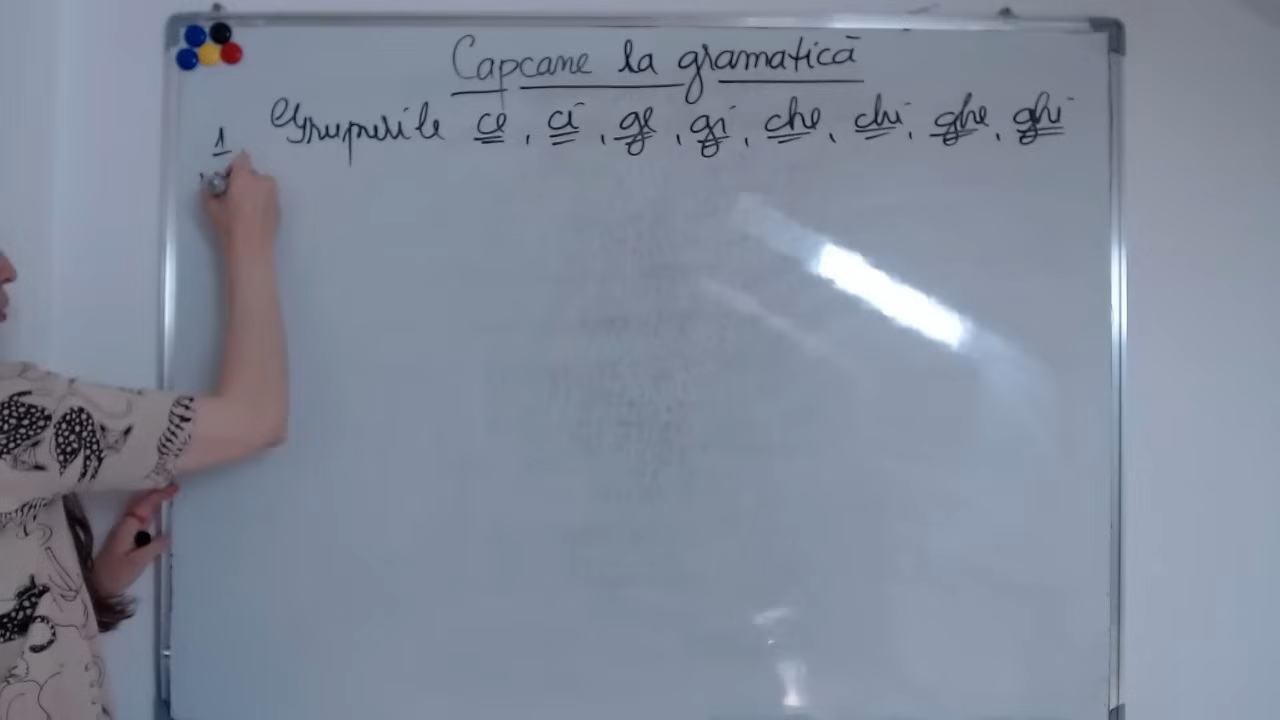 Capcane la gramatică
1 Grupurile ce, ci, ge, gi, che, chi, ghe, ghi